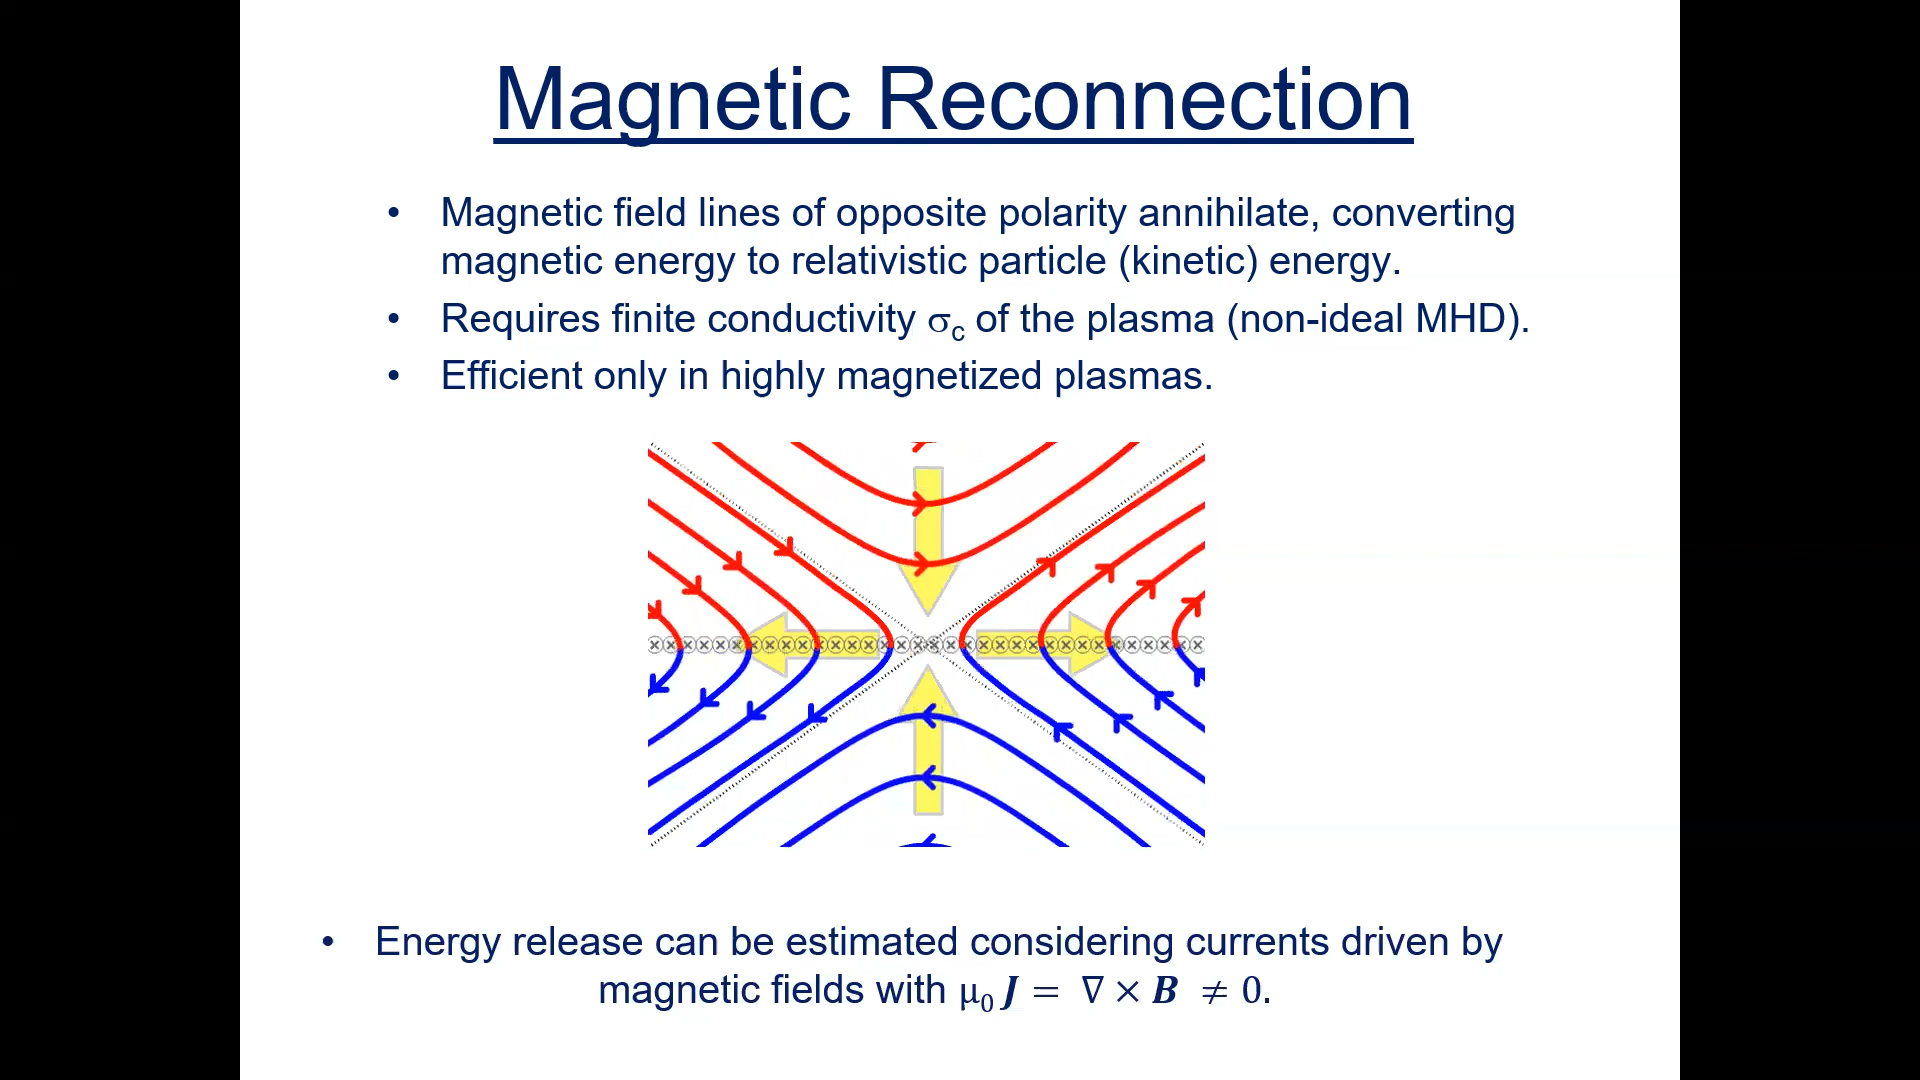 Magnetic Reconnection
• Magnetic field lines of opposite polarity annihilate, converting
magnetic energy to relativistic particle (kinetic) energy.
• Requires finite conductivity σc of the plasma (non-ideal MHD).
• Efficient only in highly magnetized plasmas.
• Energy release can be estimated considering currents driven by
magnetic fields with μ₀ J = ∇ × B ≠ 0.